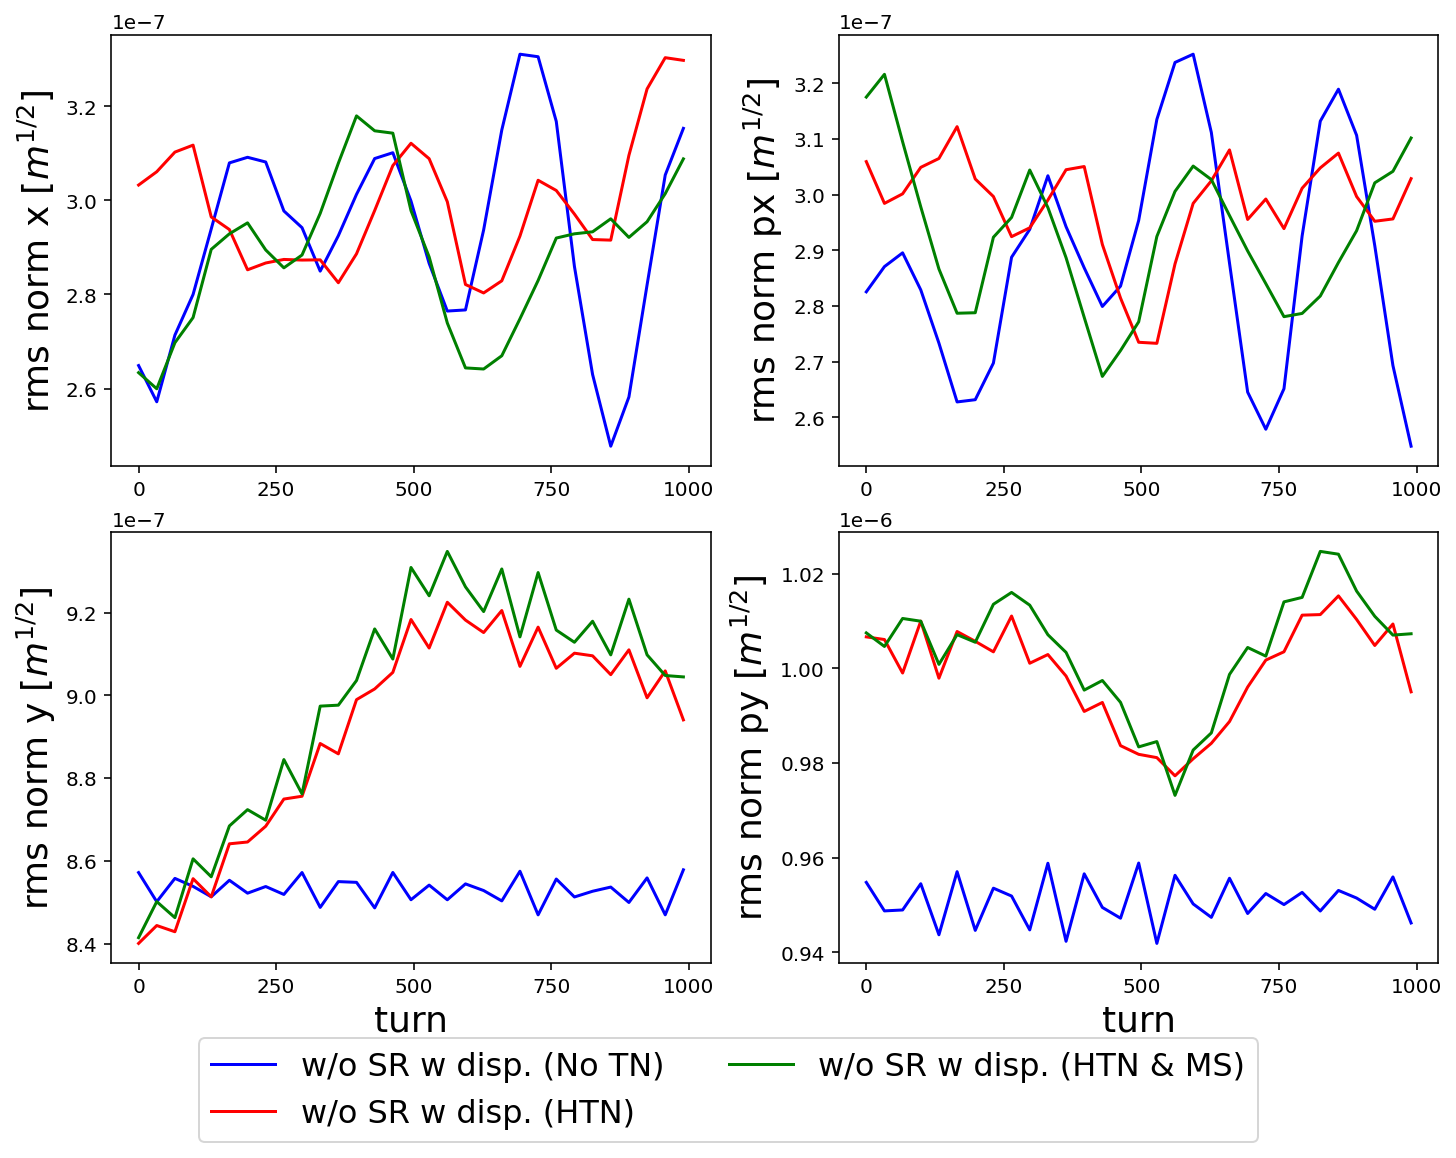 1e−7
rms norm x [$m^{1/2}$]
3.2
3.0
2.8
2.6
0 250 500 750 1000
1e−7
rms norm px [$m^{1/2}$]
3.2
3.1
3.0
2.9
2.8
2.7
2.6
0 250 500 750 1000
1e−7
rms norm y [$m^{1/2}$]
9.2
9.0
8.8
8.6
8.4
0 250 500 750 1000
turn
1e−6
rms norm py [$m^{1/2}$]
1.02
1.00
0.98
0.96
0.94
0 250 500 750 1000
turn
w/o SR w disp. (No TN)
w/o SR w disp. (HTN)
w/o SR w disp. (HTN & MS)